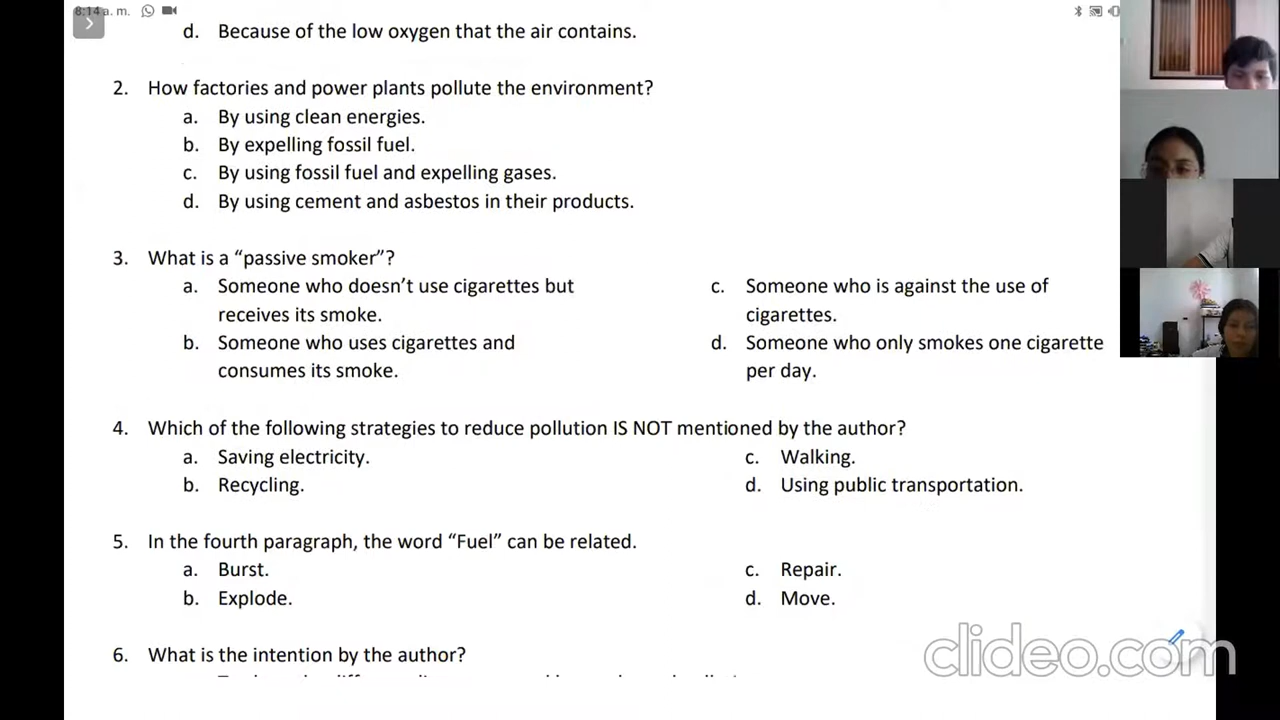 8:14 a. m.
d. Because of the low oxygen that the air contains.
2. How factories and power plants pollute the environment?
a. By using clean energies.
b. By expelling fossil fuel.
c. By using fossil fuel and expelling gases.
d. By using cement and asbestos in their products.
3. What is a “passive smoker”?
a. Someone who doesn’t use cigarettes but
receives its smoke.
b. Someone who uses cigarettes and
consumes its smoke.
c. Someone who is against the use of
cigarettes.
d. Someone who only smokes one cigarette
per day.
4. Which of the following strategies to reduce pollution IS NOT mentioned by the author?
a. Saving electricity.
b. Recycling.
c. Walking.
d. Using public transportation.
5. In the fourth paragraph, the word “Fuel” can be related.
a. Burst.
b. Explode.
c. Repair.
d. Move.
6. What is the intention by the author?
clideo.com